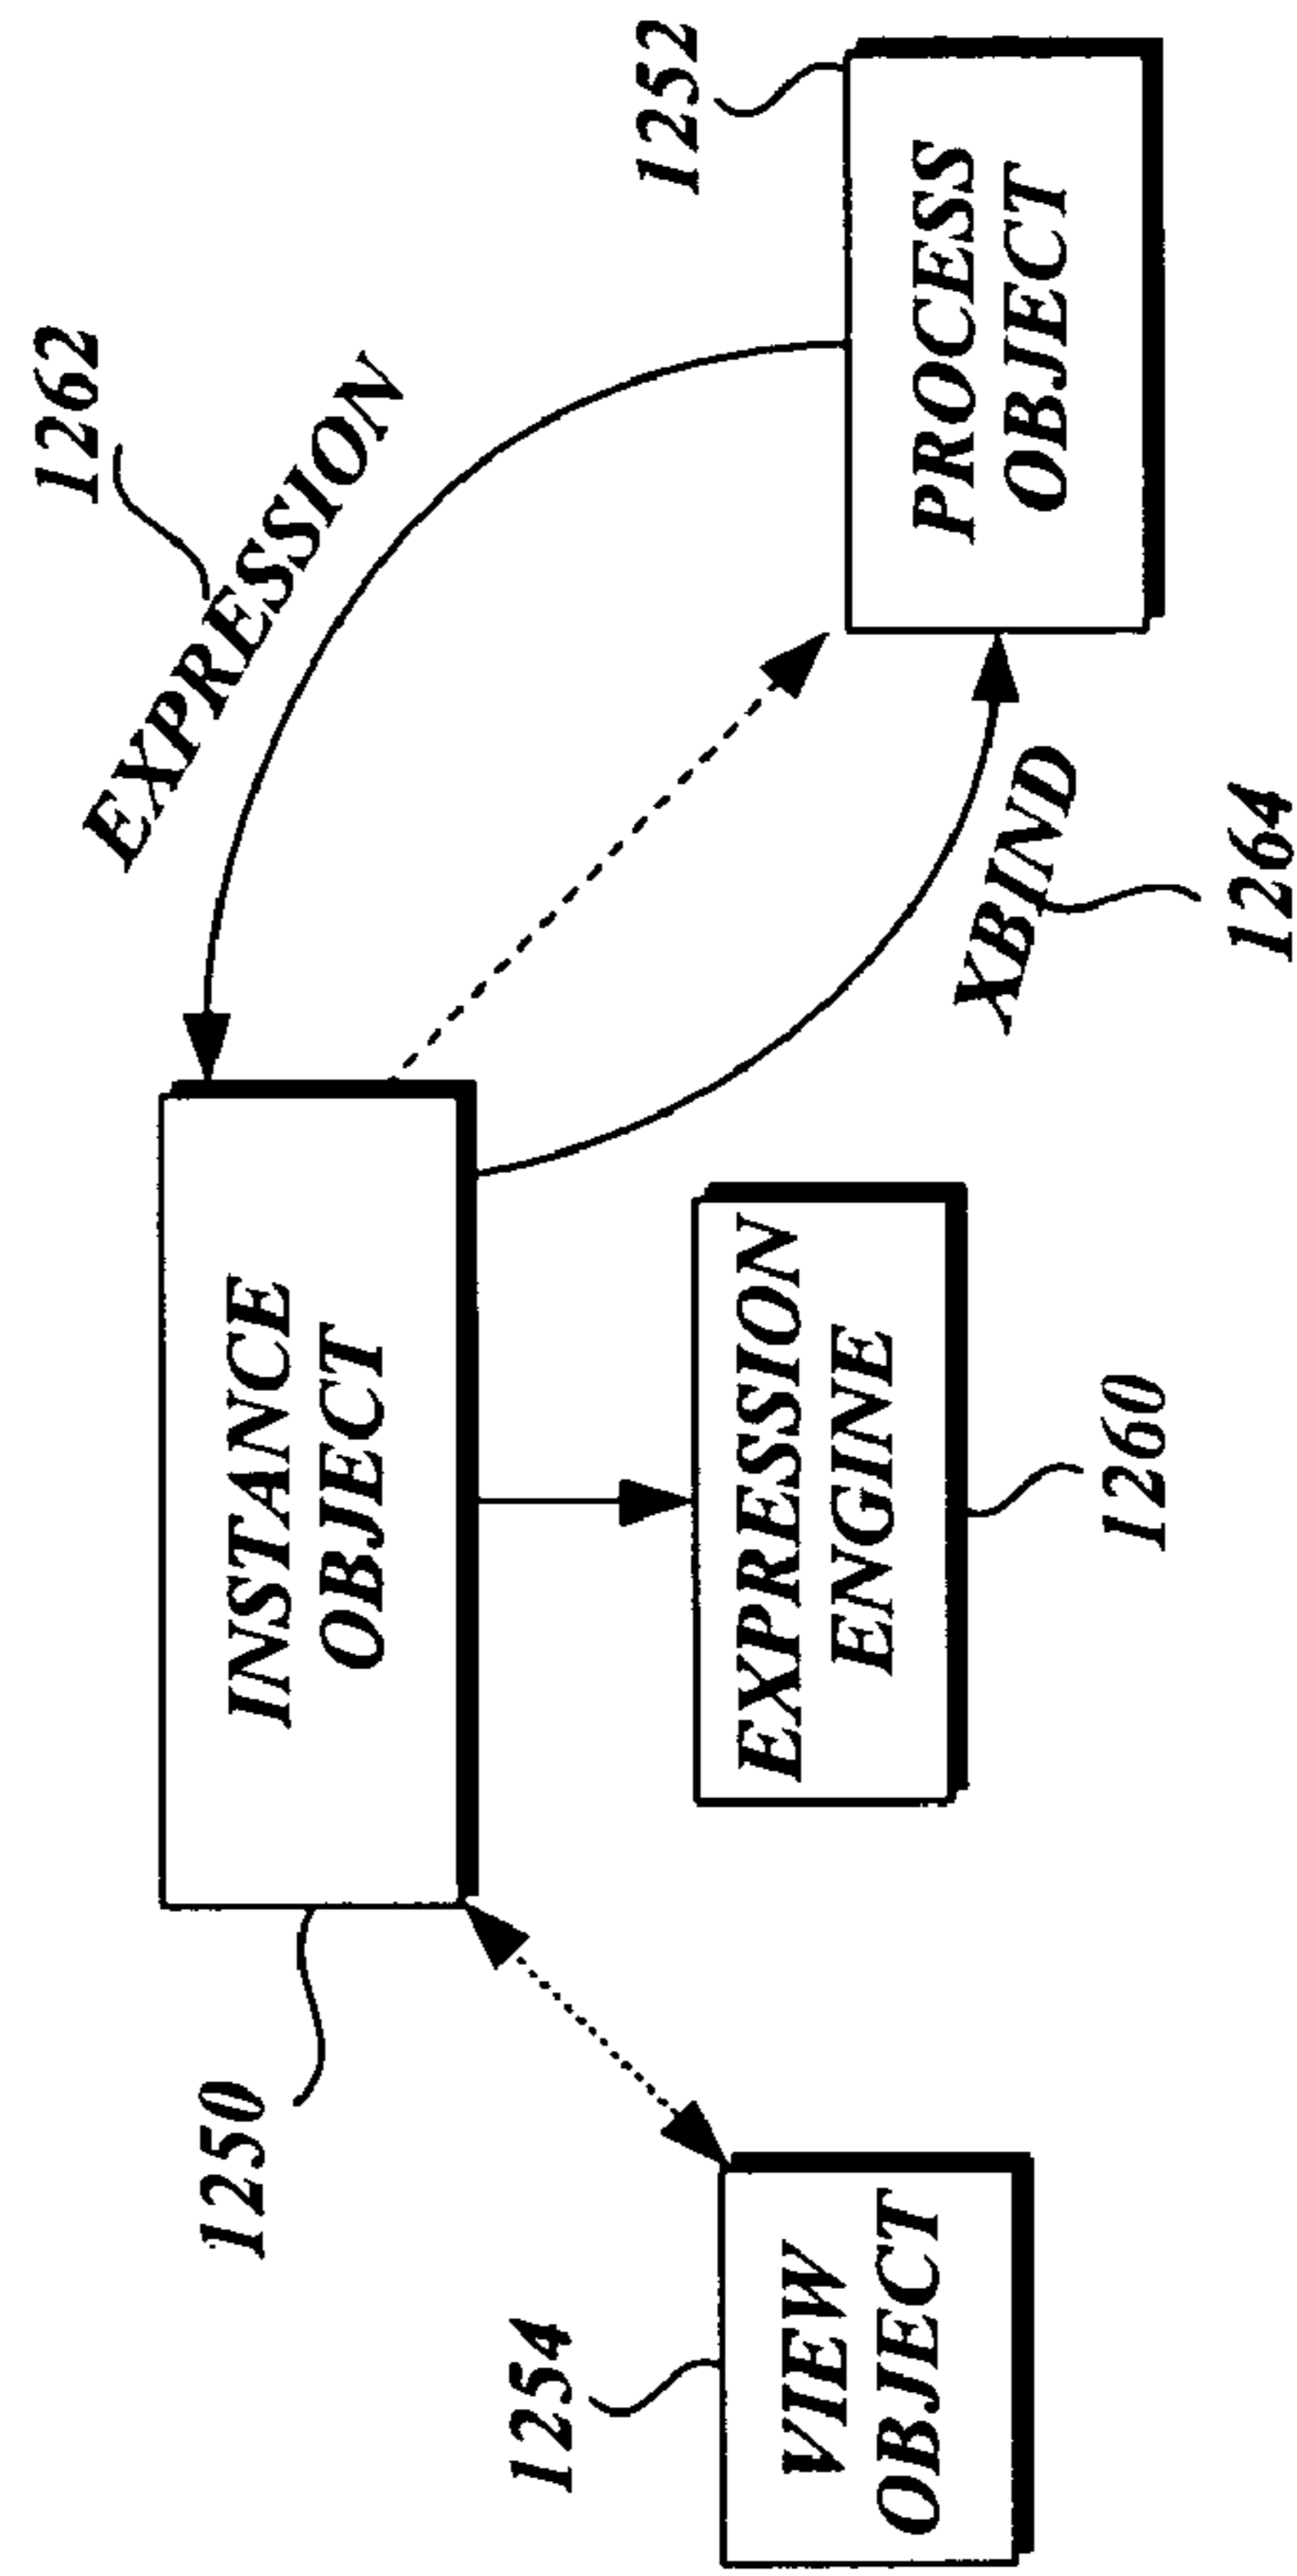 1262
EXPRESSION
1250
INSTANCE
OBJECT
1252
1254
VIEW
OBJECT
EXPRESSION
ENGINE
1260
PROCESS
OBJECT
XBIND
1264